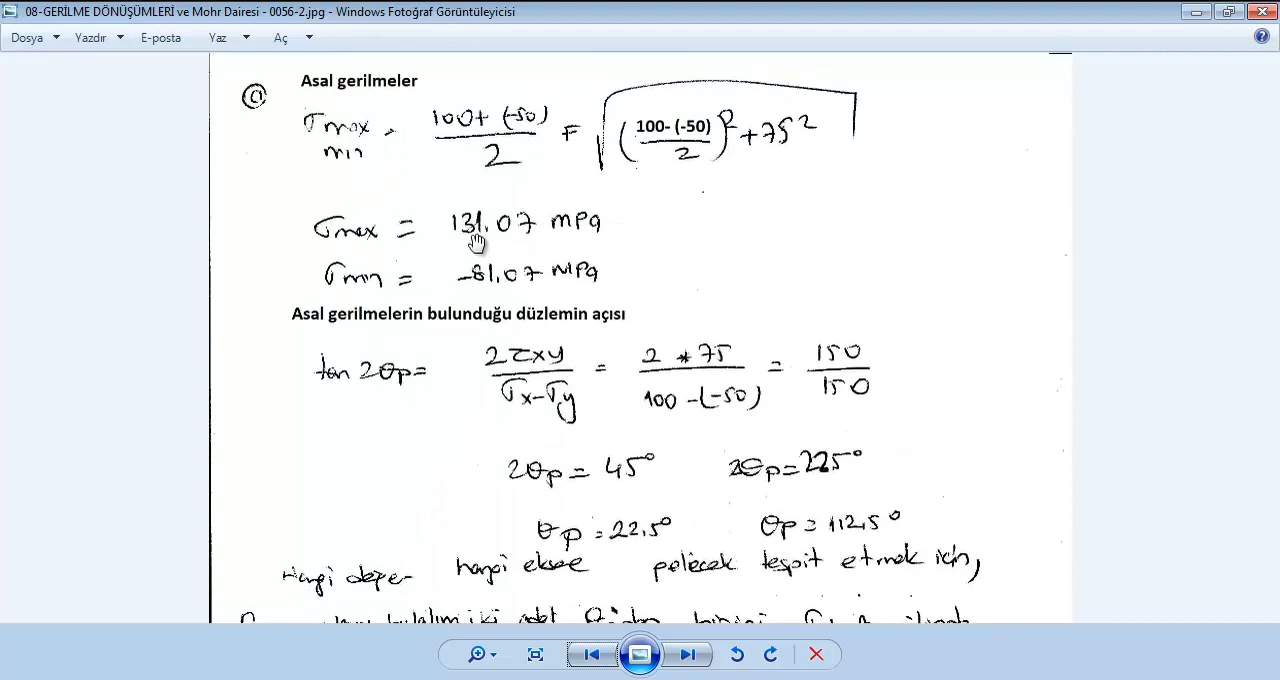 08-GERİLME DÖNÜŞÜMLERİ ve Mohr Dairesi - 0056-2.jpg - Windows Fotoğraf Görüntüleyicisi
Dosya Yazdır E-posta Yaz Aç
a Asal gerilmeler
σmax min = 100+(-50) / 2 ∓ √((100-(-50) / 2)² + 75²)
σmax = 131.07 MPa
σmin = -81.07 MPa
Asal gerilmelerin bulunduğu düzlemin açısı
tan 2θp = 2τxy / σx-σy = 2*75 / 100-(-50) = 150 / 150
2θp = 45° 2θp = 225°
θp = 22.5° θp = 112.5°
Hangi değer hangi eksene gelecek tespit etmek için,